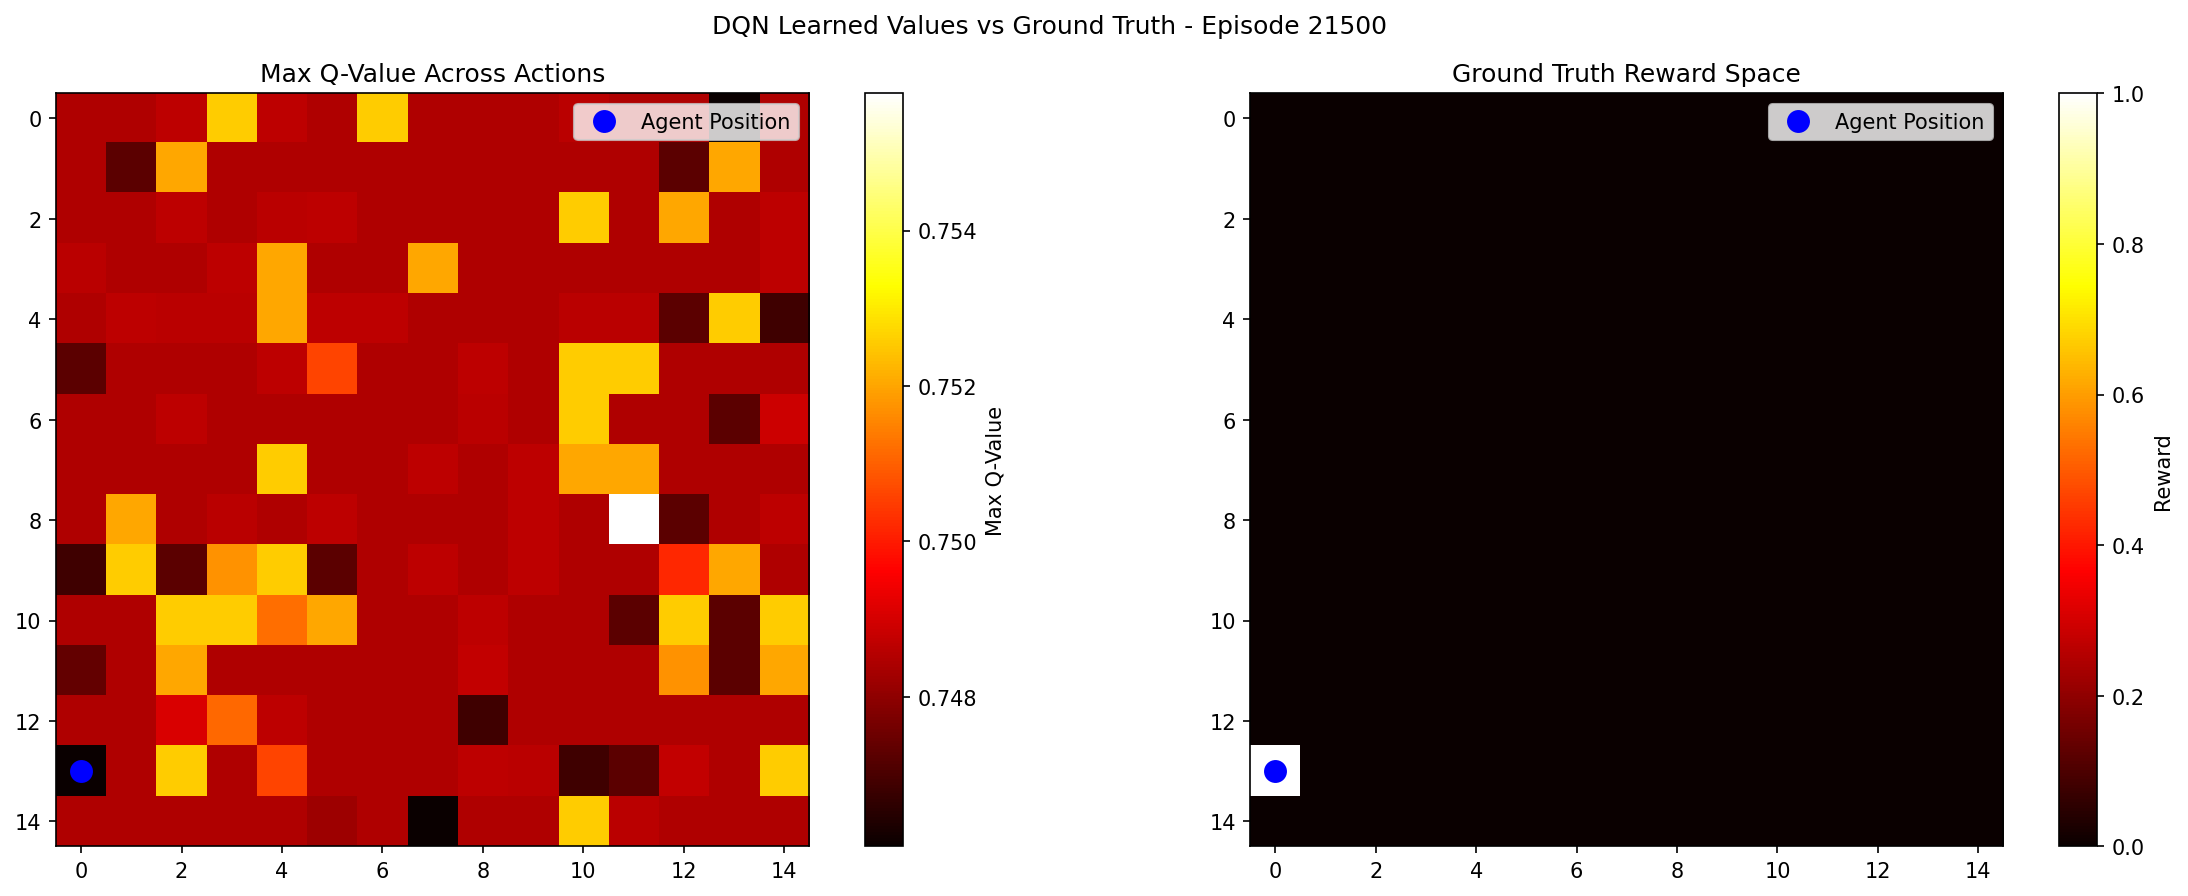 DQN Learned Values vs Ground Truth - Episode 21500
Max Q-Value Across Actions
Agent Position
0
2
4
6
8
10
12
14
0 2 4 6 8 10 12 14
0.754
0.752
0.750
0.748
Max Q-Value
Ground Truth Reward Space
Agent Position
0
2
4
6
8
10
12
14
0 2 4 6 8 10 12 14
1.0
0.8
0.6
0.4
0.2
0.0
Reward